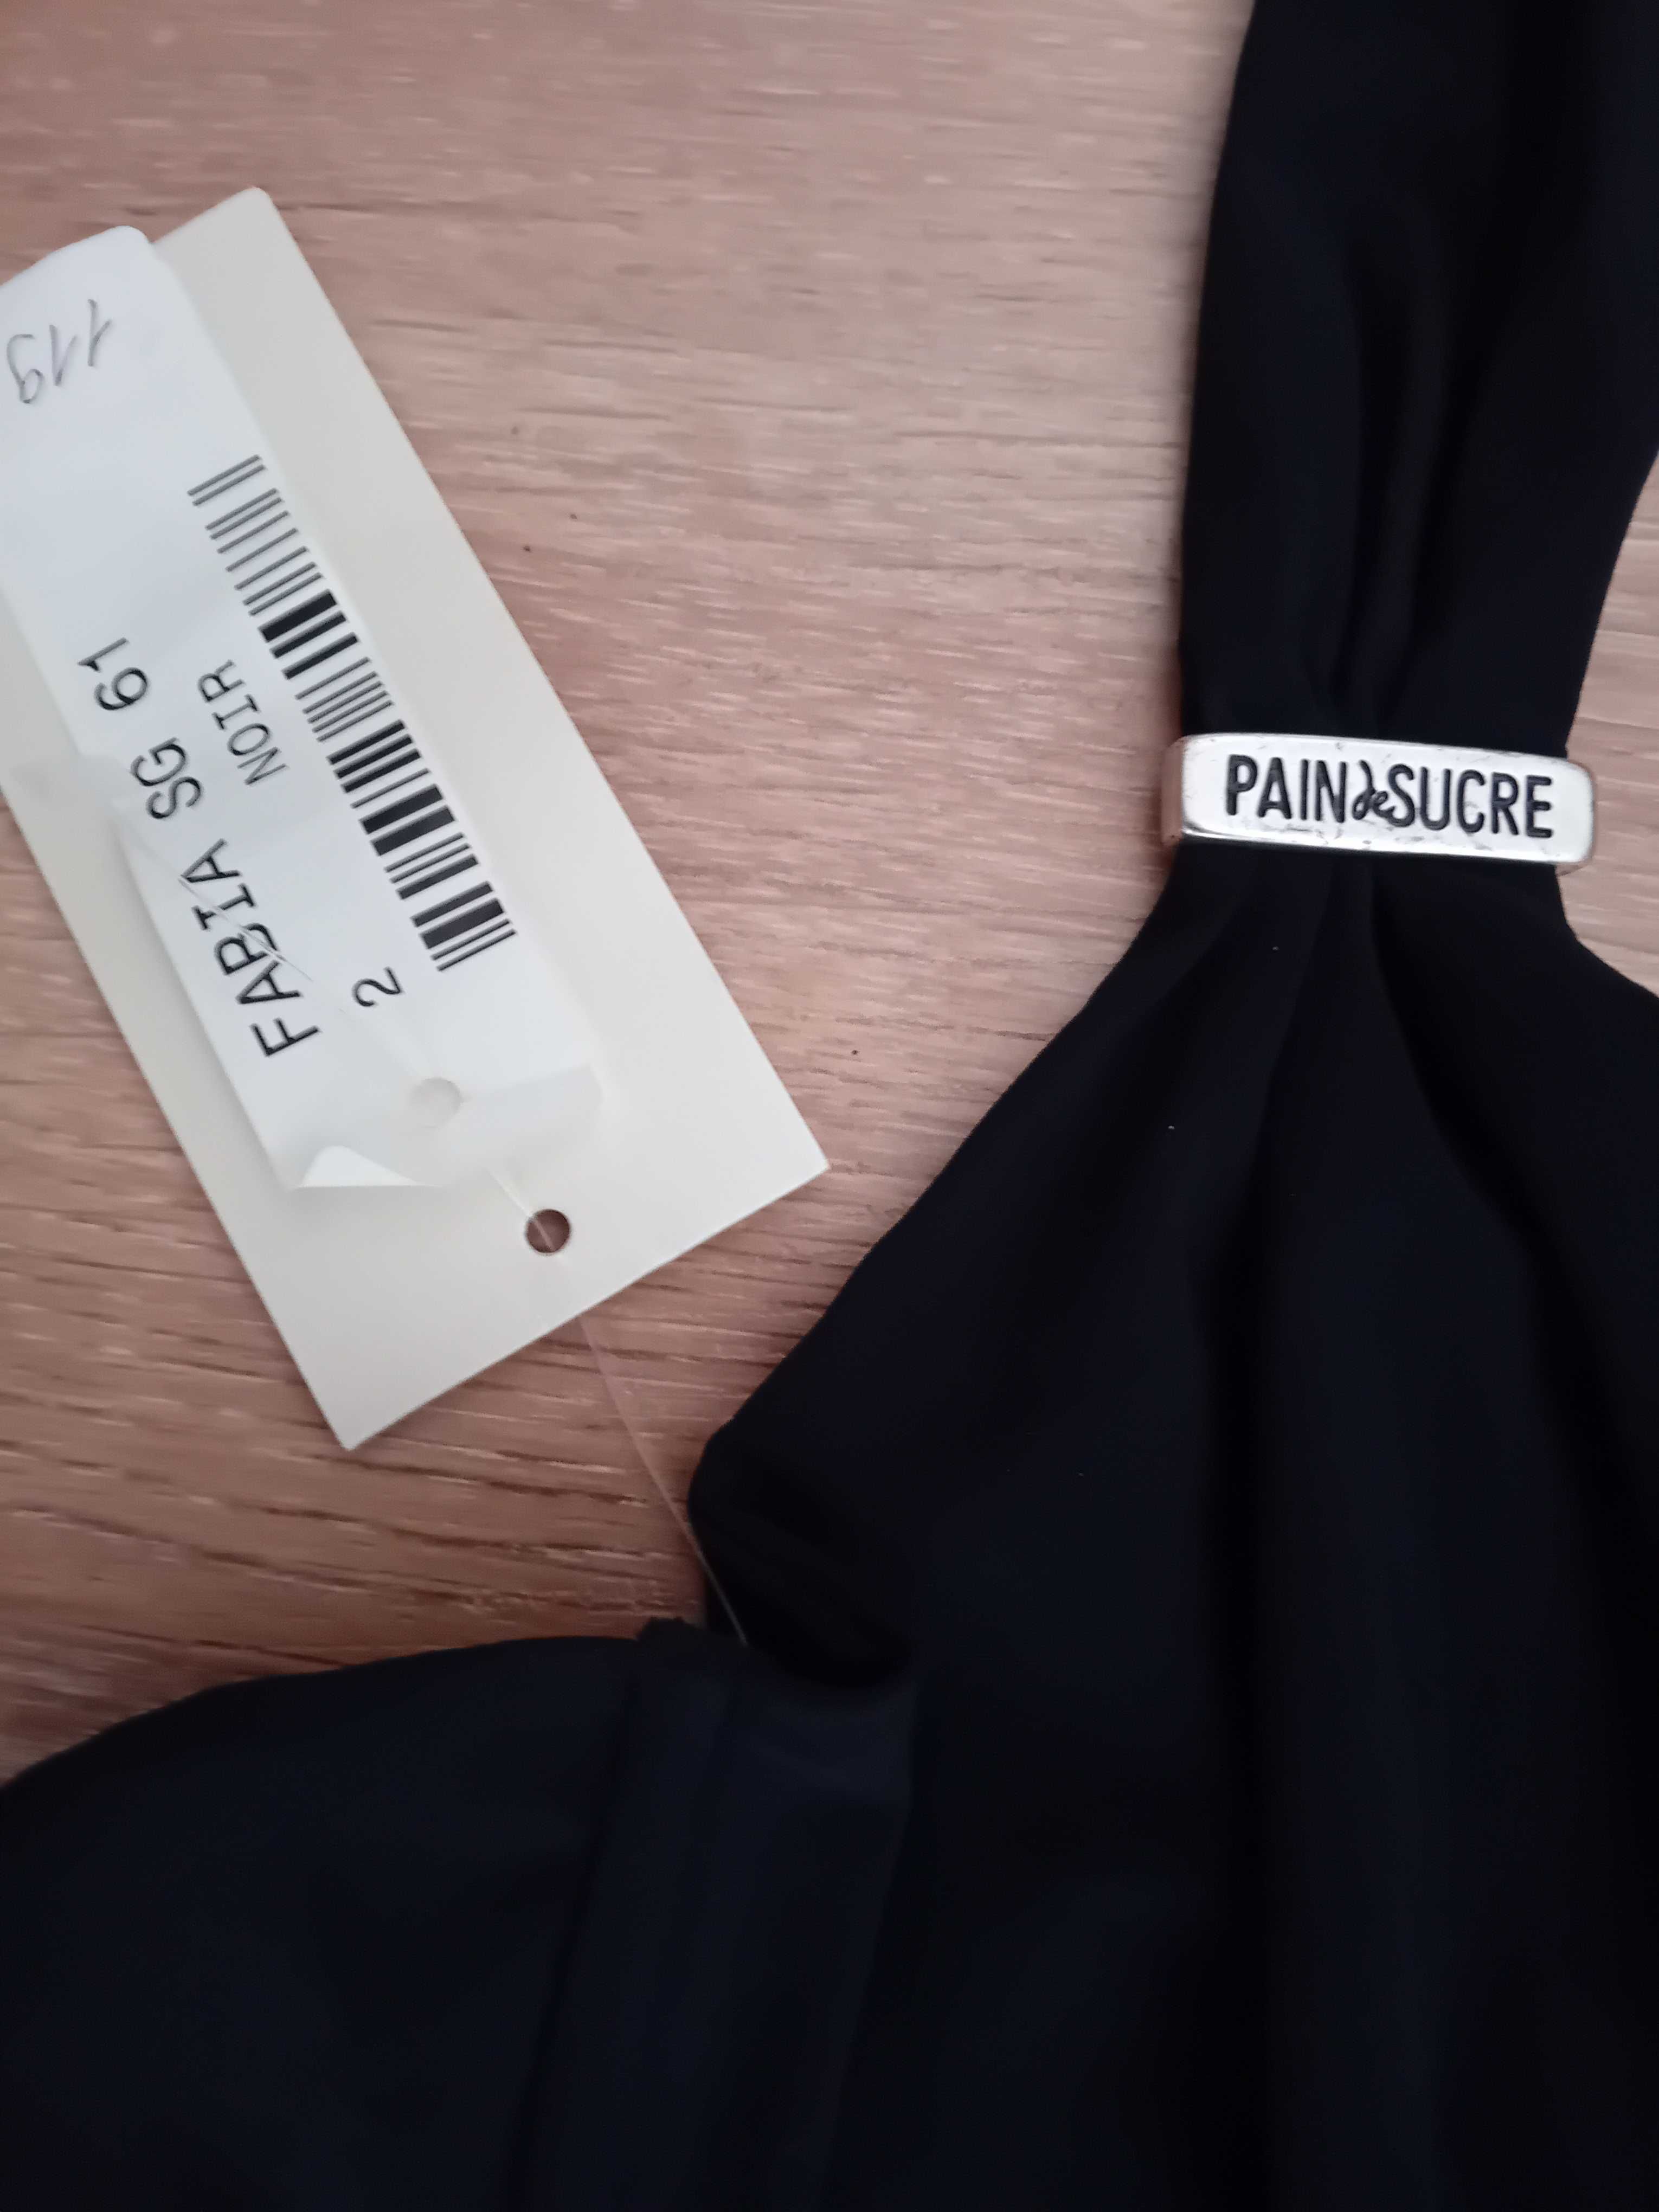 119
FABIA SG 61
NOIR
2
PAIN de SUCRE